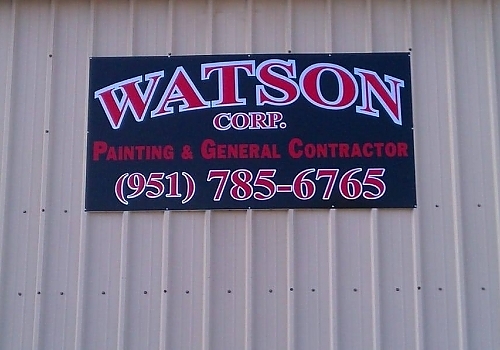 WATSON
CORP.
PAINTING & GENERAL CONTRACTOR
(951) 785-6765